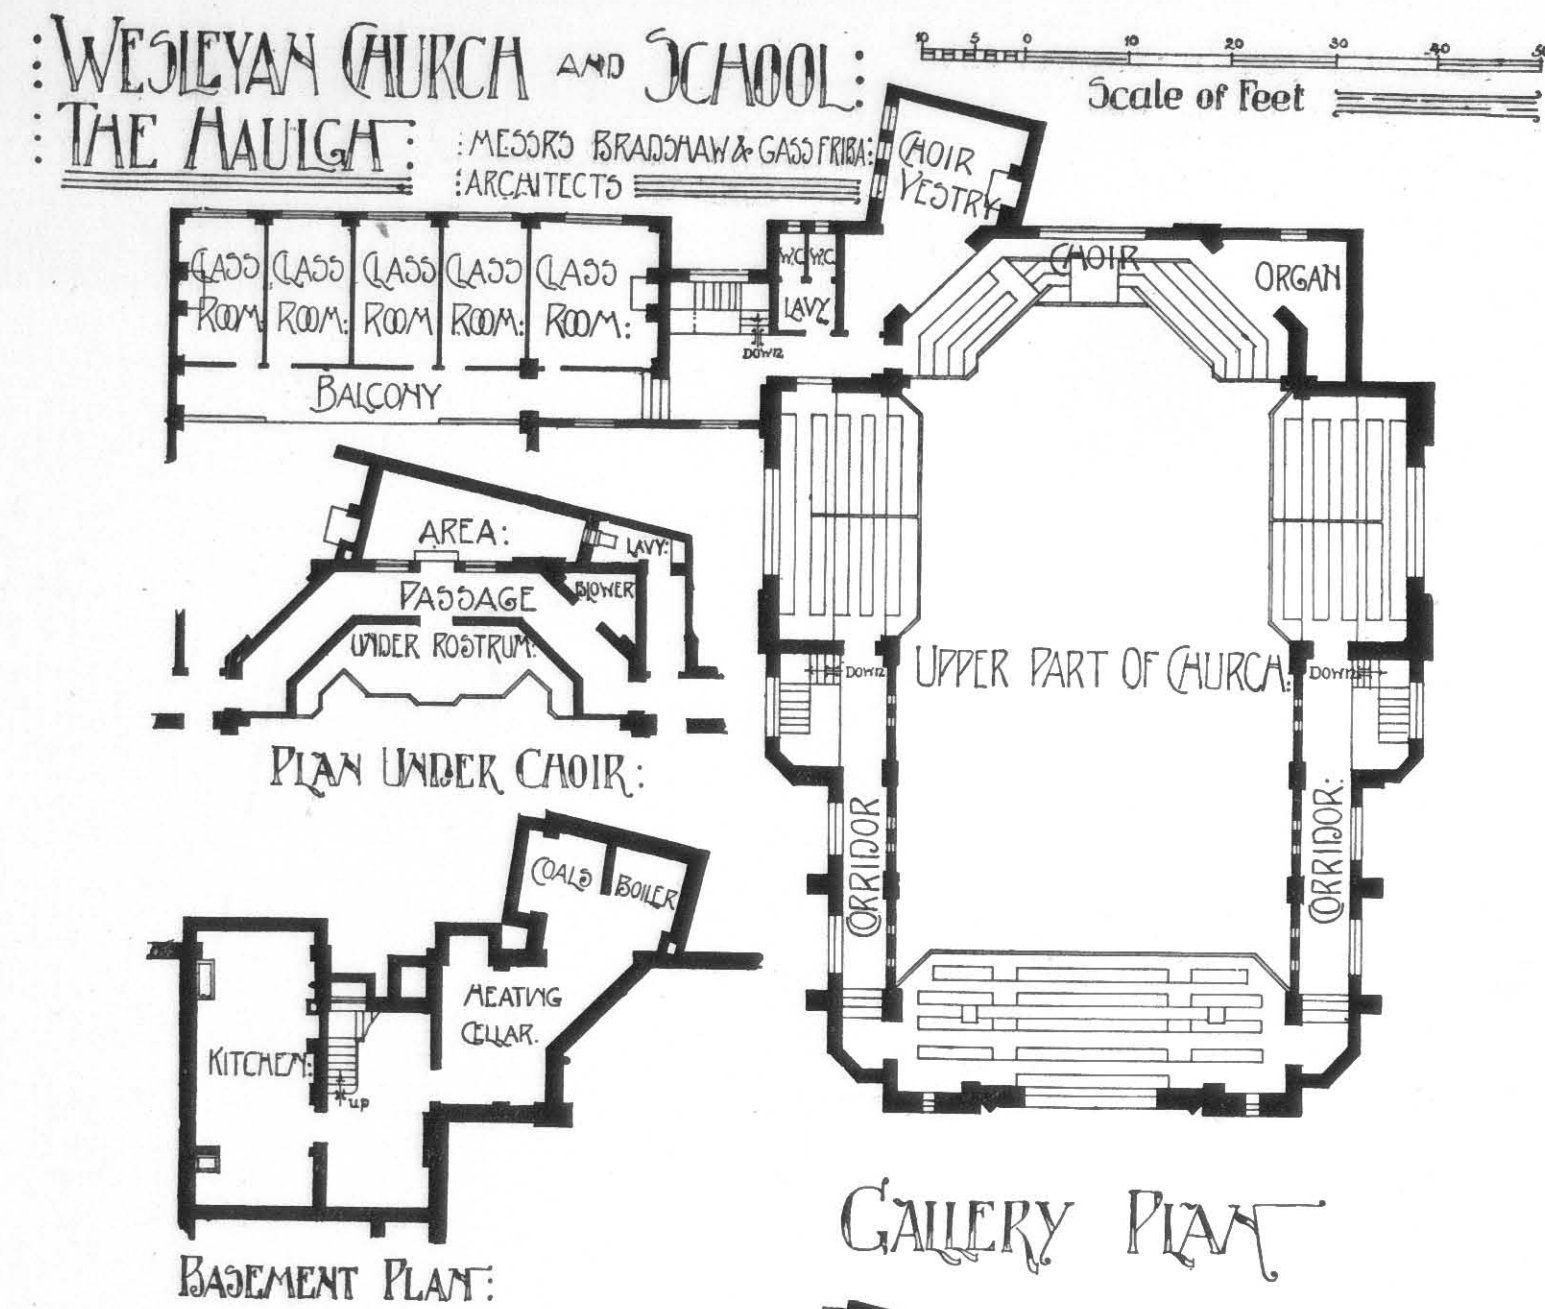 : WESLEYAN CHURCH AND SCHOOL:
: THE HAULGH:
: MESSRS BRADSHAW & GASS FRIBA:
: ARCHITECTS
10 5 0 10 20 30 40 50
Scale of Feet
CHOIR
VESTRY
CLASS
ROOM
CLASS
ROOM:
CLASS
ROOM
CLASS
ROOM:
CLASS
ROOM:
W.C.
W.C.
LAVY
DOWN
BALCONY
CHOIR
ORGAN
UPPER PART OF CHURCH:
DOWN
DOWN
CORRIDOR
CORRIDOR:
GALLERY PLAN
AREA:
LAVY:
PASSAGE
BLOWER
UNDER ROSTRUM:
PLAN UNDER CHOIR:
COALS
BOILER
HEATING
CELLAR.
KITCHEN:
UP
BASEMENT PLAN: